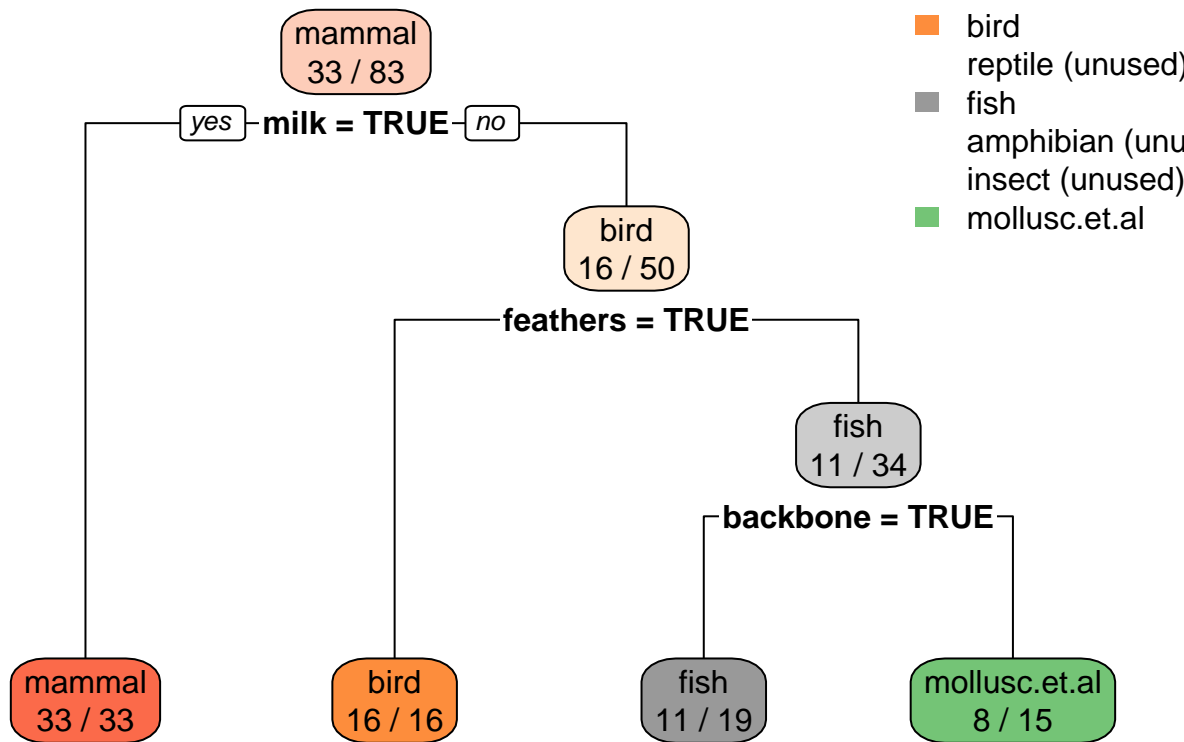 mammal
33 / 83
yes milk = TRUE no
bird
16 / 50
feathers = TRUE
fish
11 / 34
backbone = TRUE
mammal
33 / 33
bird
16 / 16
fish
11 / 19
mollusc.et.al
8 / 15
bird
reptile (unused)
fish
amphibian (unu
insect (unused)
mollusc.et.al